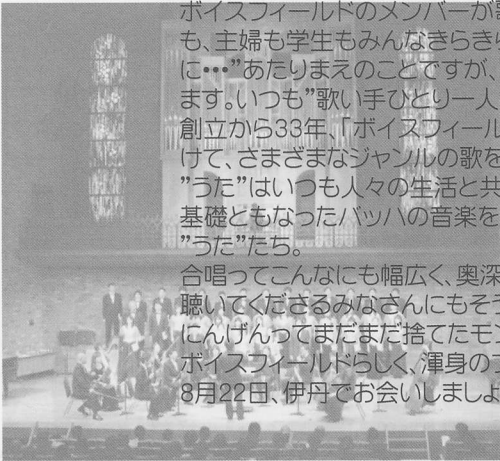 ボイスフィールドのメンバーが
も、主婦も学生もみんなきらき
に･･･”あたりまえのことですが、
ます。いつも”歌い手ひとり一人
創立から33年、「ボイスフィール
けて、さまざまなジャンルの歌を
”うた”はいつも人々の生活と共
基礎ともなったバッハの音楽を
”うた”たち。
合唱ってこんなにも幅広く、奥深
聴いてくださるみなさんにもそ
にんげんってまだまだ捨てたモ
ボイスフィールドらしく、渾身の
8月22日、伊丹でお会いしましょ